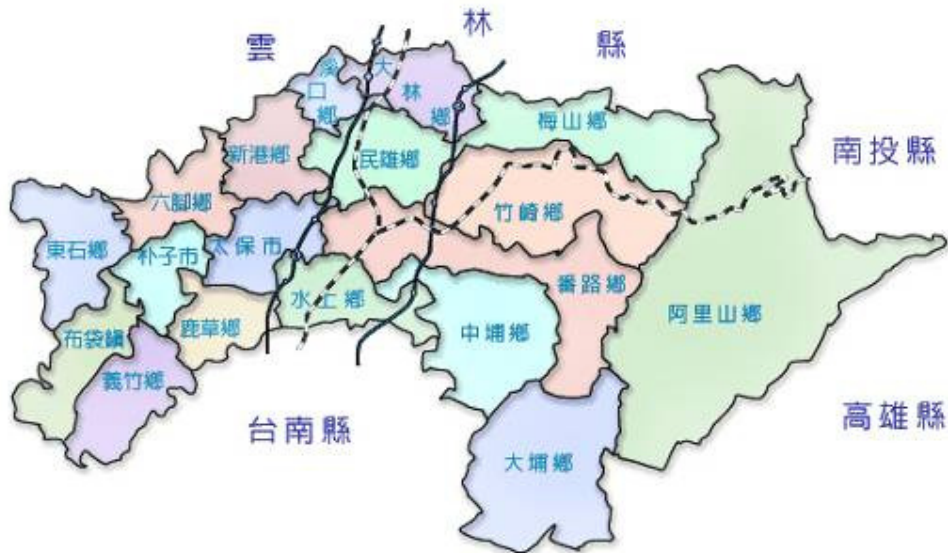 雲林縣
溪口鄉
大林鄉
梅山鄉
新港鄉
民雄鄉
南投縣
六腳鄉
竹崎鄉
東石鄉
朴子市
太保市
番路鄉
水上鄉
阿里山鄉
布袋鎮
鹿草鄉
中埔鄉
義竹鄉
台南縣
高雄縣
大埔鄉